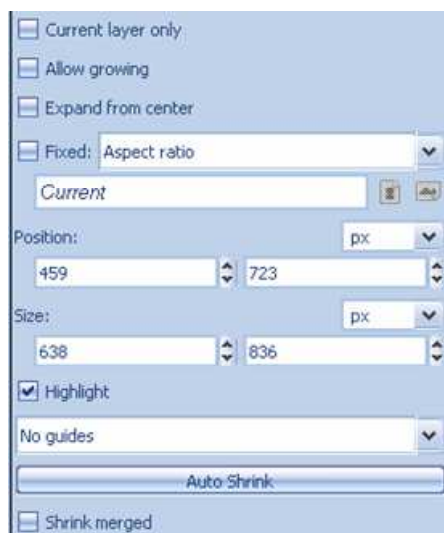 Current layer only
Allow growing
Expand from center
Fixed: Aspect ratio
Current
Position: px
459 723
Size: px
638 836
Highlight
No guides
Auto Shrink
Shrink merged